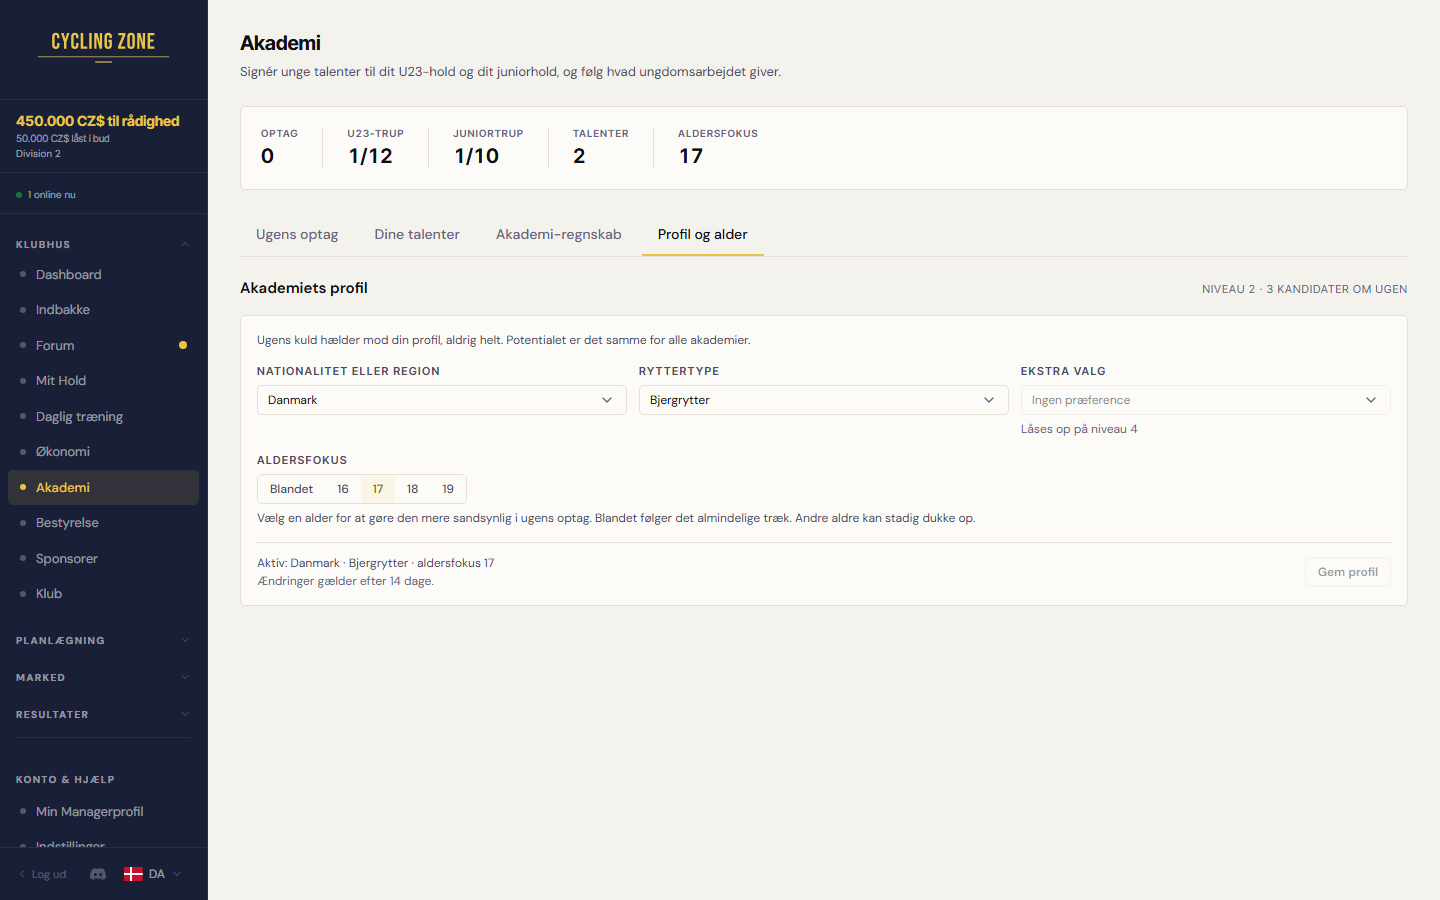 CYCLING ZONE
450.000 CZ$ til rådighed
50.000 CZ$ låst i bud
Division 2
1 online nu
KLUBHUS
Dashboard
Indbakke
Forum
Mit Hold
Daglig træning
Økonomi
Akademi
Bestyrelse
Sponsorer
Klub
PLANLÆGNING
MARKED
RESULTATER
KONTO & HJÆLP
Min Managerprofil
Indstillinger
Log ud
DA
Akademi
Signér unge talenter til dit U23-hold og dit juniorhold, og følg hvad ungdomsarbejdet giver.
OPTAG U23-TRUP JUNIORTRUP TALENTER ALDERSFOKUS
0 1/12 1/10 2 17
Ugens optag Dine talenter Akademi-regnskab Profil og alder
Akademiets profil NIVEAU 2 · 3 KANDIDATER OM UGEN
Ugens kuld hælder mod din profil, aldrig helt. Potentialet er det samme for alle akademier.
NATIONALITET ELLER REGION RYTTERTYPE EKSTRA VALG
Danmark Bjergrytter Ingen præference
Låses op på niveau 4
ALDERSFOKUS
Blandet 16 17 18 19
Vælg en alder for at gøre den mere sandsynlig i ugens optag. Blandet følger det almindelige træk. Andre aldre kan stadig dukke op.
Aktiv: Danmark · Bjergrytter · aldersfokus 17
Ændringer gælder efter 14 dage.
Gem profil